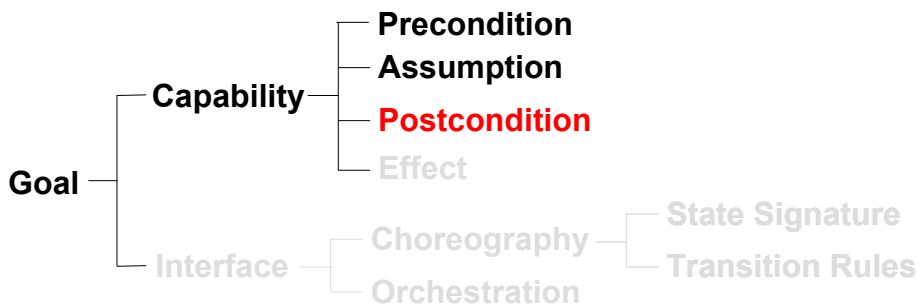 Precondition
Assumption
Capability
Postcondition
Effect
Goal
State Signature
Choreography
Interface
Transition Rules
Orchestration